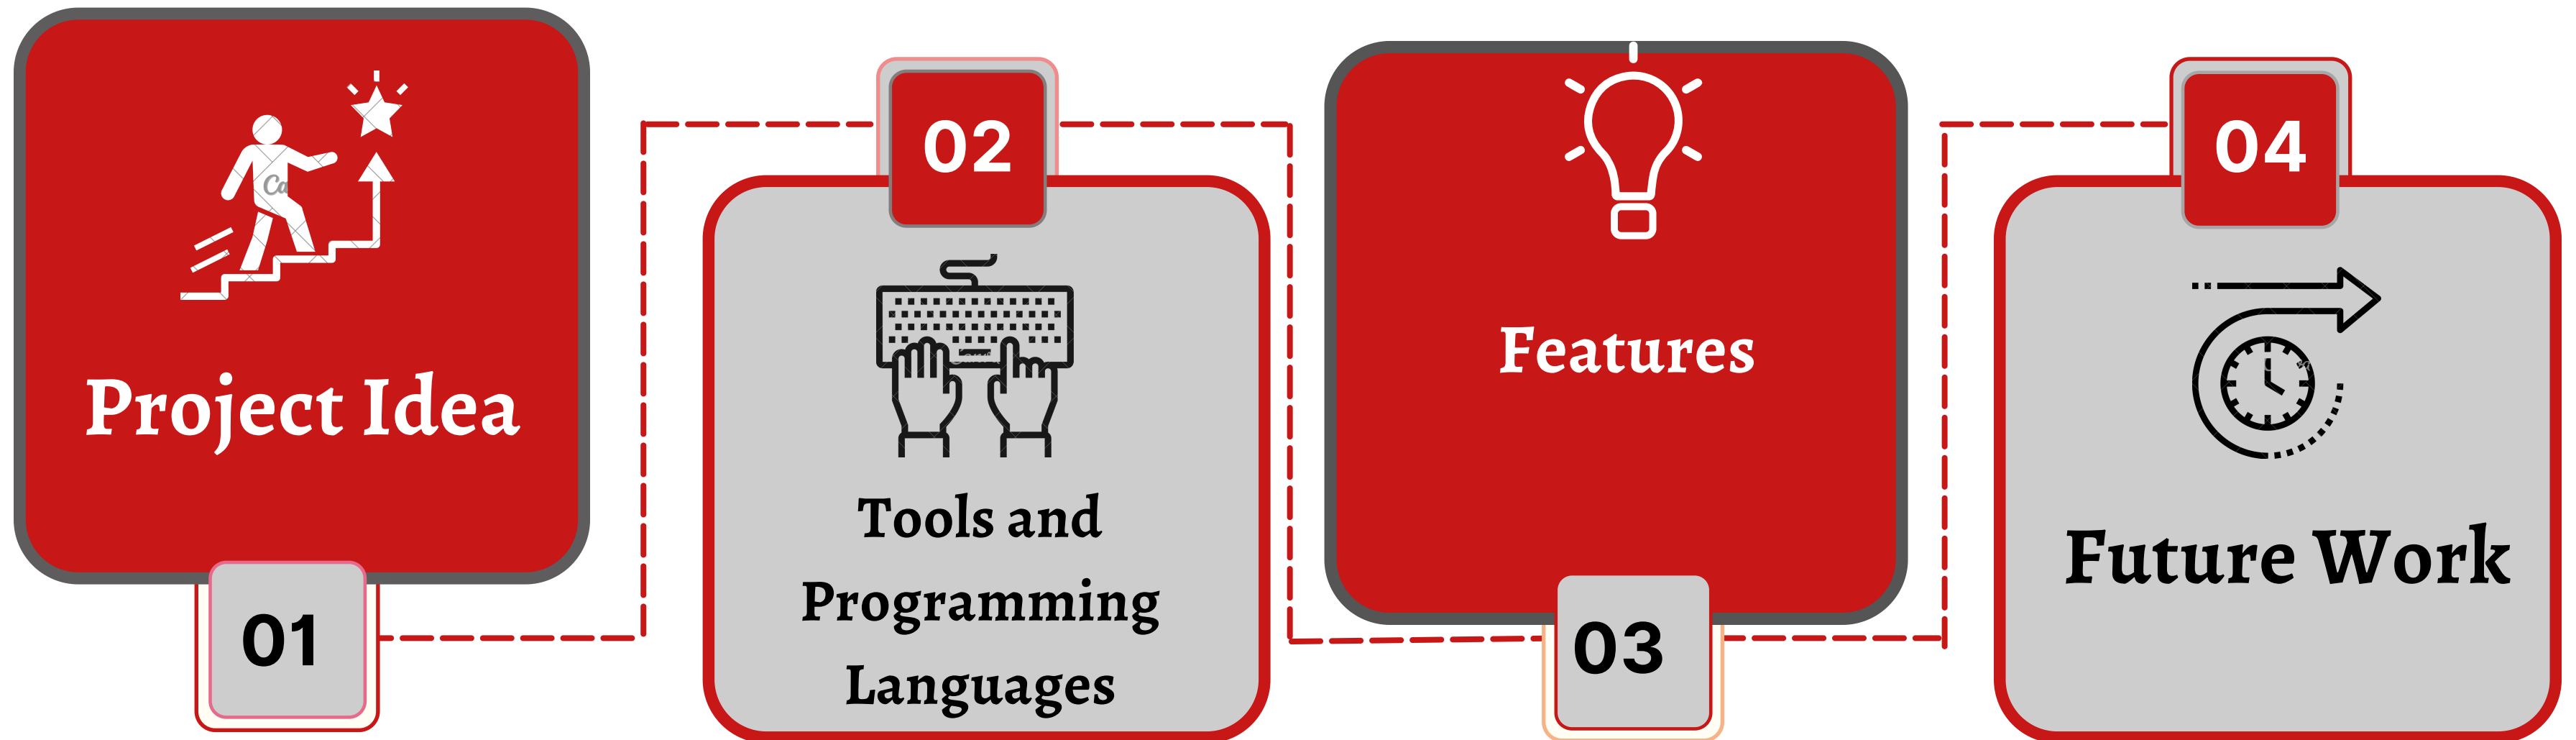 Project Idea
01
02
Tools and
Programming
Languages
Features
03
04
Future Work